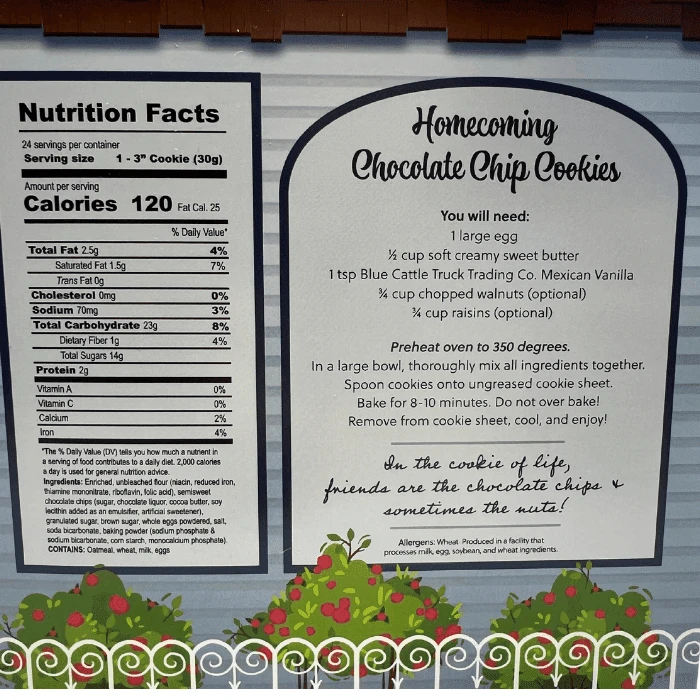 Nutrition Facts
24 servings per container
Serving size 1 - 3" Cookie (30g)
Amount per serving
Calories 120 Fat Cal. 25
% Daily Value*
Total Fat 2.5g 4%
Saturated Fat 1.5g 7%
Trans Fat 0g
Cholesterol 0mg 0%
Sodium 70mg 3%
Total Carbohydrate 23g 8%
Dietary Fiber 1g 4%
Total Sugars 14g
Protein 2g
Vitamin A 0%
Vitamin C 0%
Calcium 2%
Iron 4%
*The % Daily Value (DV) tells you how much a nutrient in
a serving of food contributes to a daily diet. 2,000 calories
a day is used for general nutrition advice.
Ingredients: Enriched, unbleached flour (niacin, reduced iron,
thiamine mononitrate, riboflavin, folic acid), semisweet
chocolate chips (sugar, chocolate liquor, cocoa butter, soy
lecithin added as an emulsifier, artificial sweetener),
granulated sugar, brown sugar, whole eggs powdered, salt,
soda bicarbonate, baking powder (sodium phosphate &
sodium bicarbonate, corn starch, monocalcium phosphate).
CONTAINS: Oatmeal, wheat, milk, eggs
Homecoming
Chocolate Chip Cookies
You will need:
1 large egg
½ cup soft creamy sweet butter
1 tsp Blue Cattle Truck Trading Co. Mexican Vanilla
¾ cup chopped walnuts (optional)
¾ cup raisins (optional)
Preheat oven to 350 degrees.
In a large bowl, thoroughly mix all ingredients together.
Spoon cookies onto ungreased cookie sheet.
Bake for 8-10 minutes. Do not over bake!
Remove from cookie sheet, cool, and enjoy!
In the cookie of life,
friends are the chocolate chips &
sometimes the nuts!
Allergens: Wheat Produced in a facility that
processes milk, egg, soybean, and wheat ingredients.